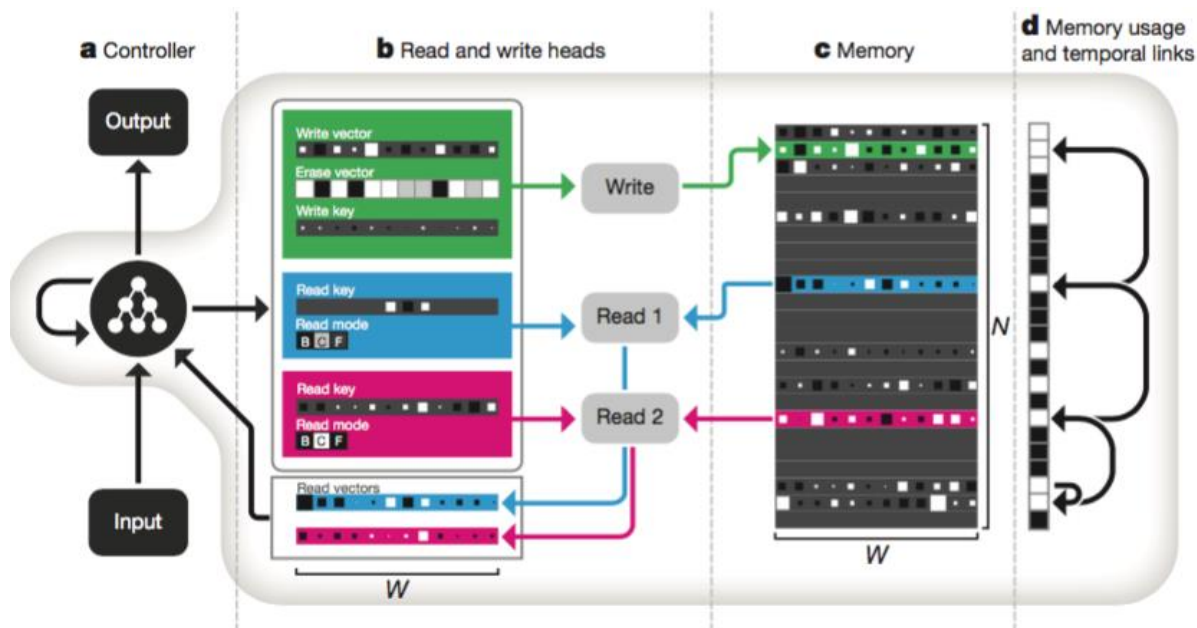 a Controller
b Read and write heads
c Memory
d Memory usage
and temporal links
Output
Input
Write vector
Erase vector
Write key
Read key
Read mode
B C F
Read key
Read mode
B C F
Read vectors
W
Write
Read 1
Read 2
N
W